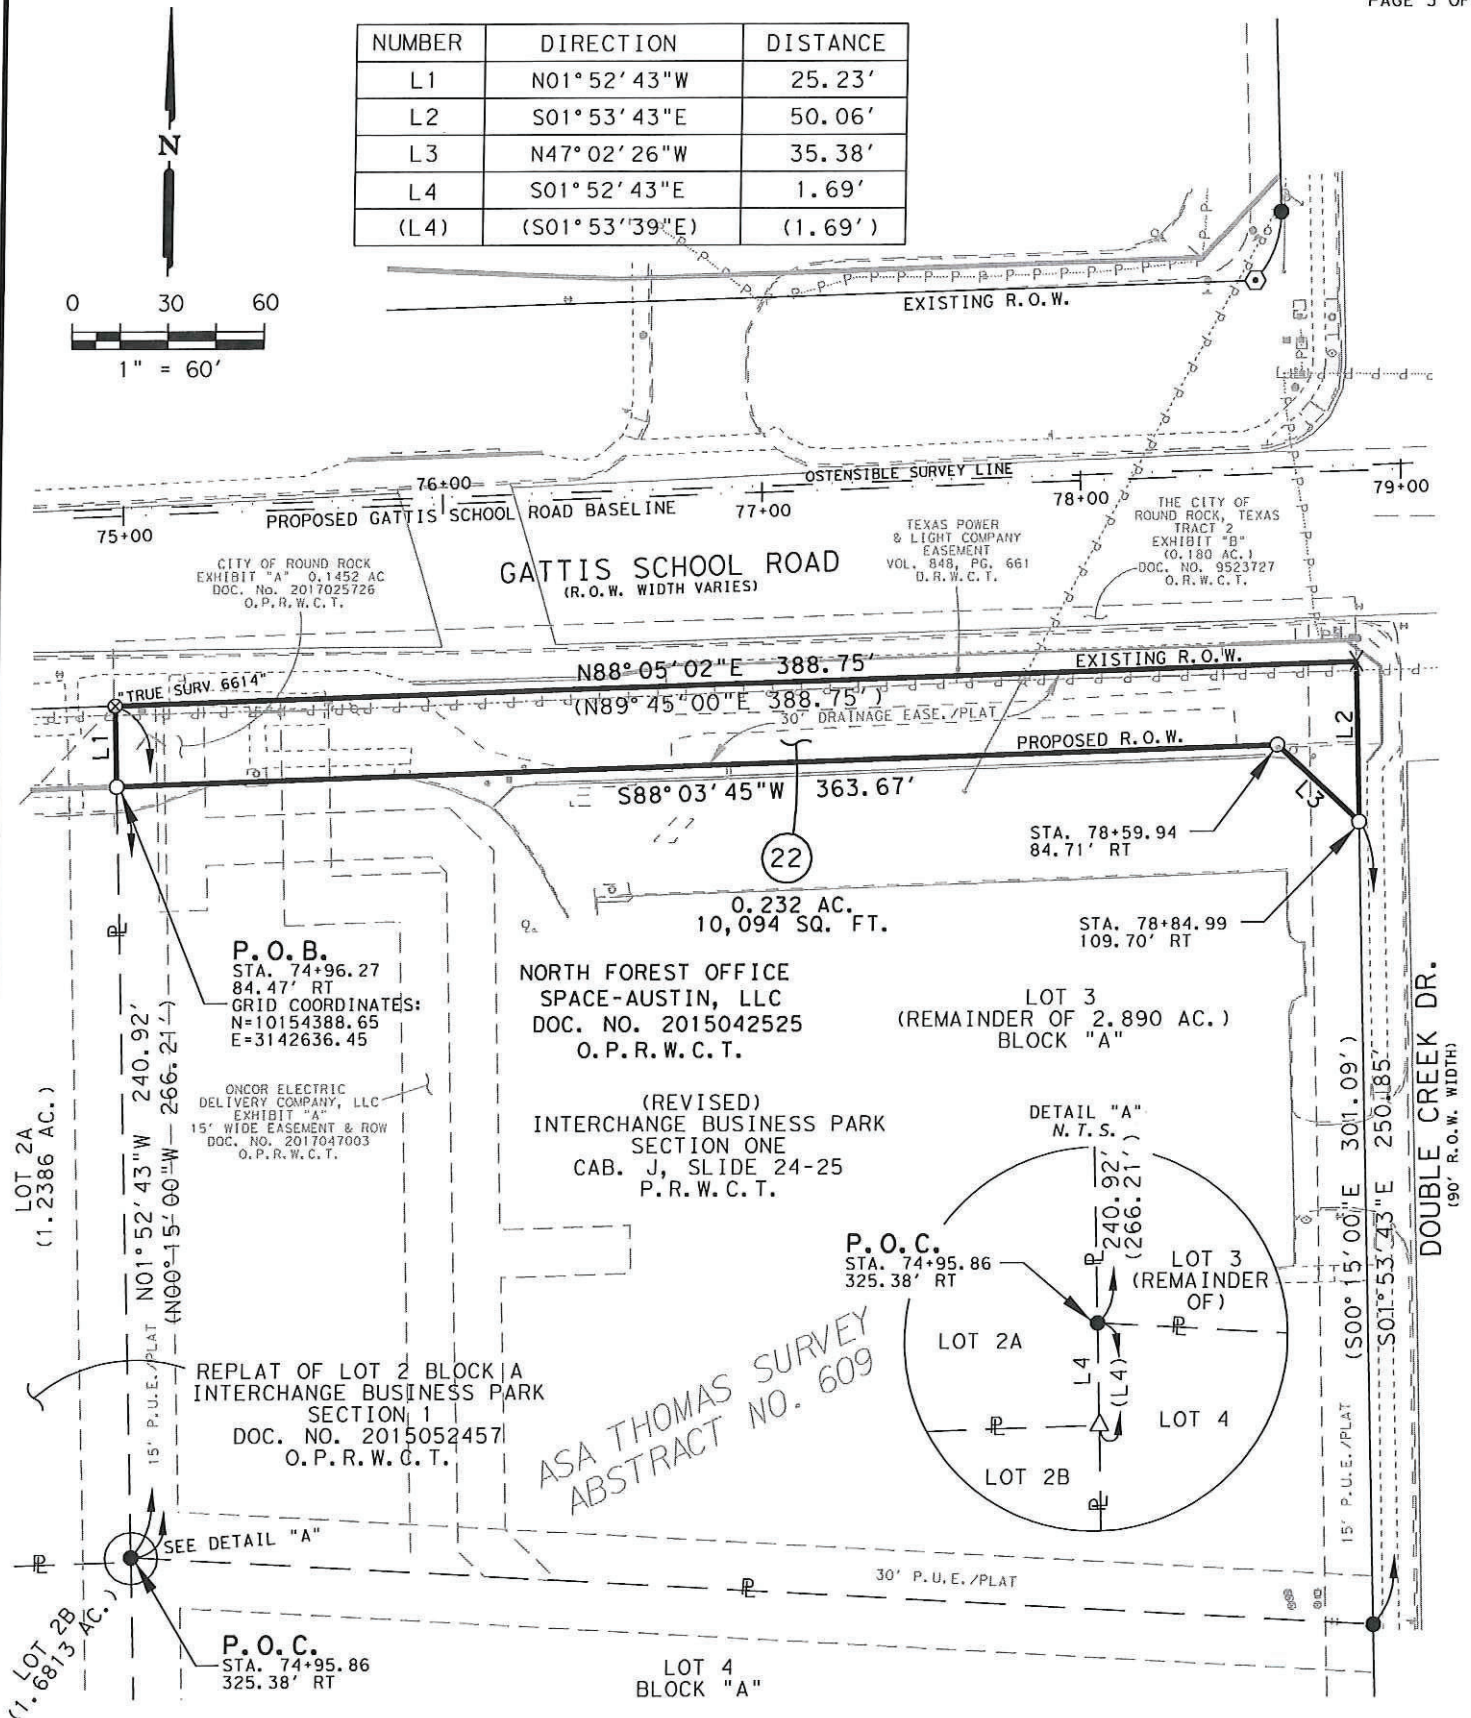 PAGE 5 OF
NUMBER DIRECTION DISTANCE
L1 N01°52'43"W 25.23'
L2 S01°53'43"E 50.06'
L3 N47°02'26"W 35.38'
L4 S01°52'43"E 1.69'
(L4) (S01°53'39"E) (1.69')
N
0 30 60
1" = 60'
EXISTING R.O.W.
OSTENSIBLE SURVEY LINE
75+00
76+00
77+00
78+00
79+00
PROPOSED GATTIS SCHOOL ROAD BASELINE
GATTIS SCHOOL ROAD
(R.O.W. WIDTH VARIES)
CITY OF ROUND ROCK
EXHIBIT "A" 0.1452 AC
DOC. No. 2017025726
O.P.R.W.C.T.
TEXAS POWER
& LIGHT COMPANY
EASEMENT
VOL. 848, PG. 661
D.R.W.C.T.
THE CITY OF
ROUND ROCK, TEXAS
TRACT 2
EXHIBIT "B"
(0.180 AC.)
DOC. NO. 9523727
O.R.W.C.T.
"TRUE SURV 6614"
N88°05'02"E 388.75'
(N89°45'00"E 388.75')
EXISTING R.O.W.
30' DRAINAGE EASE./PLAT
PROPOSED R.O.W.
S88°03'45"W 363.67'
L1
L2
L3
22
0.232 AC.
10,094 SQ. FT.
STA. 78+59.94
84.71' RT
STA. 78+84.99
109.70' RT
P.O.B.
STA. 74+96.27
84.47' RT
GRID COORDINATES:
N=10154388.65
E=3142636.45
NORTH FOREST OFFICE
SPACE-AUSTIN, LLC
DOC. NO. 2015042525
O.P.R.W.C.T.
LOT 3
(REMAINDER OF 2.890 AC.)
BLOCK "A"
ONCOR ELECTRIC
DELIVERY COMPANY, LLC
EXHIBIT "A"
15' WIDE EASEMENT & ROW
DOC. NO. 2017047003
O.P.R.W.C.T.
(REVISED)
INTERCHANGE BUSINESS PARK
SECTION ONE
CAB. J, SLIDE 24-25
P.R.W.C.T.
LOT 2A
(1.2386 AC.)
N01°52'43"W 240.92'
(N00°15'00"W 266.21')
15' P.U.E./PLAT
DETAIL "A"
N.T.S.
240.92'
(266.21')
P.O.C.
STA. 74+95.86
325.38' RT
LOT 3
(REMAINDER
OF)
LOT 2A
L4
(L4)
LOT 4
LOT 2B
(S00°15'00"E 301.09')
S01°53'43"E 250.85'
DOUBLE CREEK DR.
(90' R.O.W. WIDTH)
15' P.U.E./PLAT
REPLAT OF LOT 2 BLOCK A
INTERCHANGE BUSINESS PARK
SECTION 1
DOC. NO. 2015052457
O.P.R.W.C.T.
ASA THOMAS SURVEY
ABSTRACT NO. 609
SEE DETAIL "A"
30' P.U.E./PLAT
LOT 2B
(1.6813 AC.)
P.O.C.
STA. 74+95.86
325.38' RT
LOT 4
BLOCK "A"